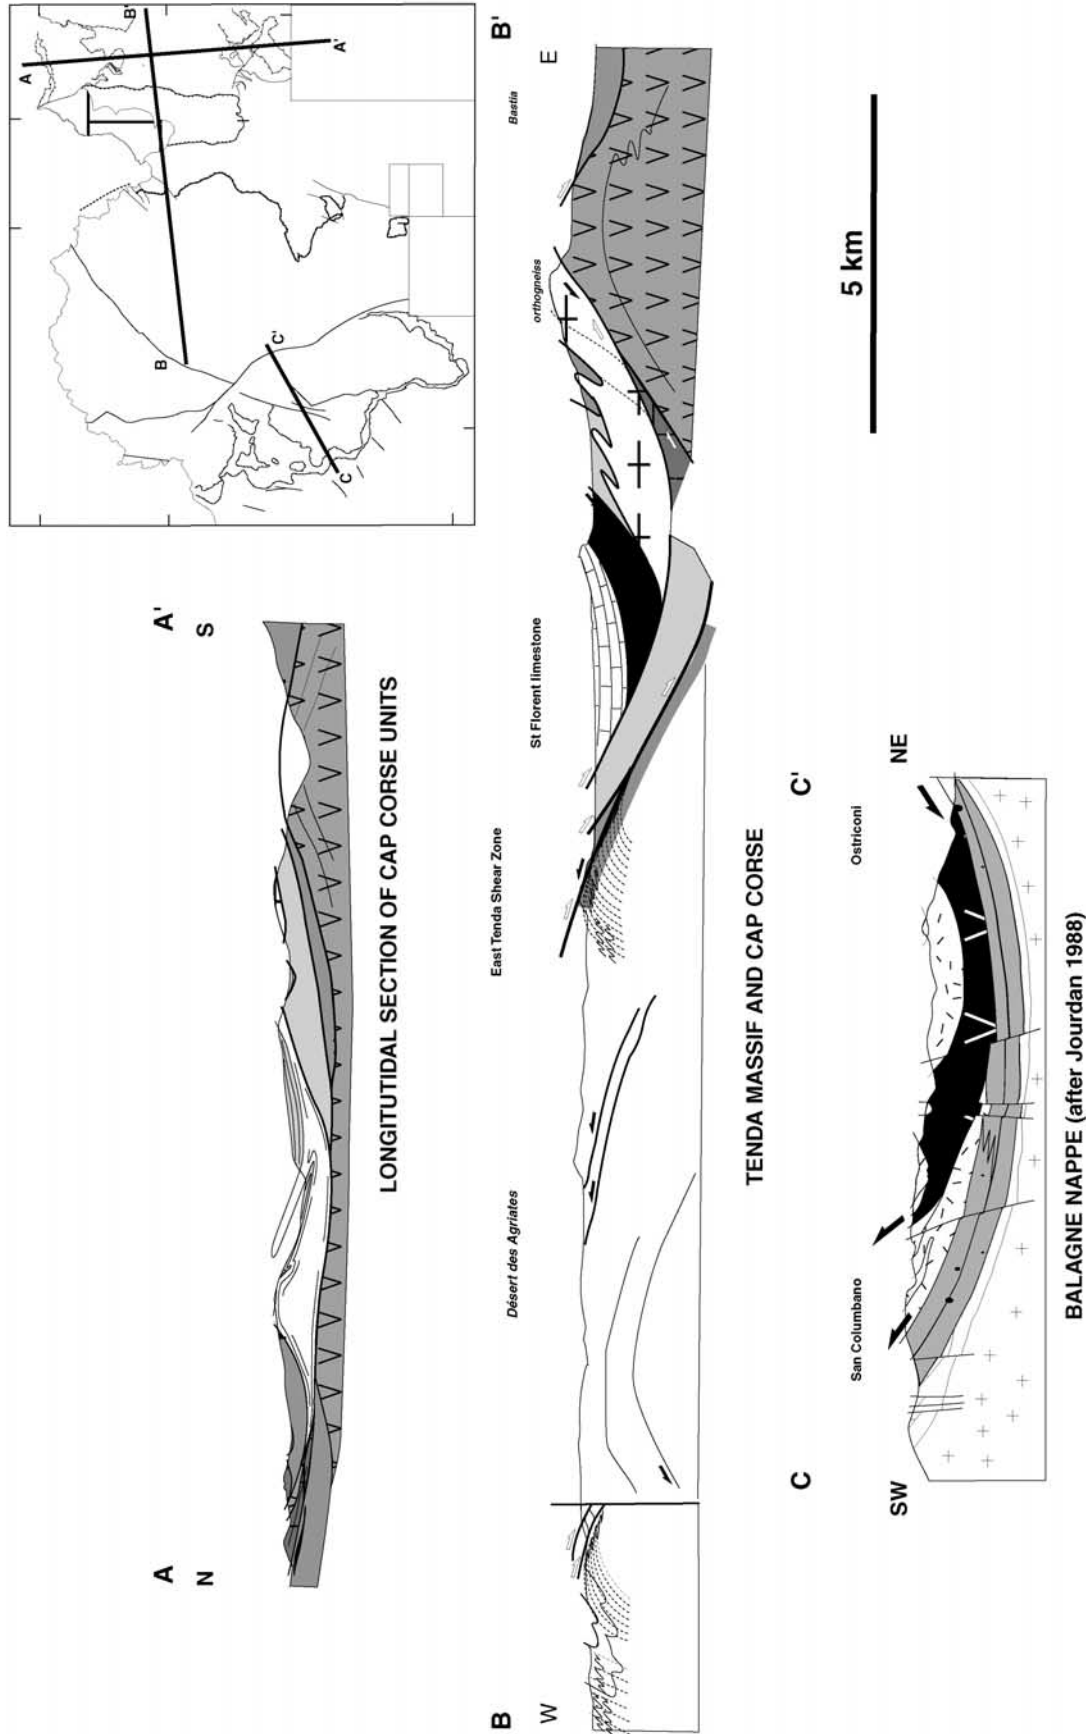 A A'
N S
LONGITUTIDAL SECTION OF CAP CORSE UNITS
A
A'
B
B'
C
C'
B B'
W E
Désert des Agriates
East Tenda Shear Zone
St Florent limestone
orthogneiss
Bastia
TENDA MASSIF AND CAP CORSE
5 km
C C'
SW NE
San Columbano
Ostriconi
BALAGNE NAPPE (after Jourdan 1988)